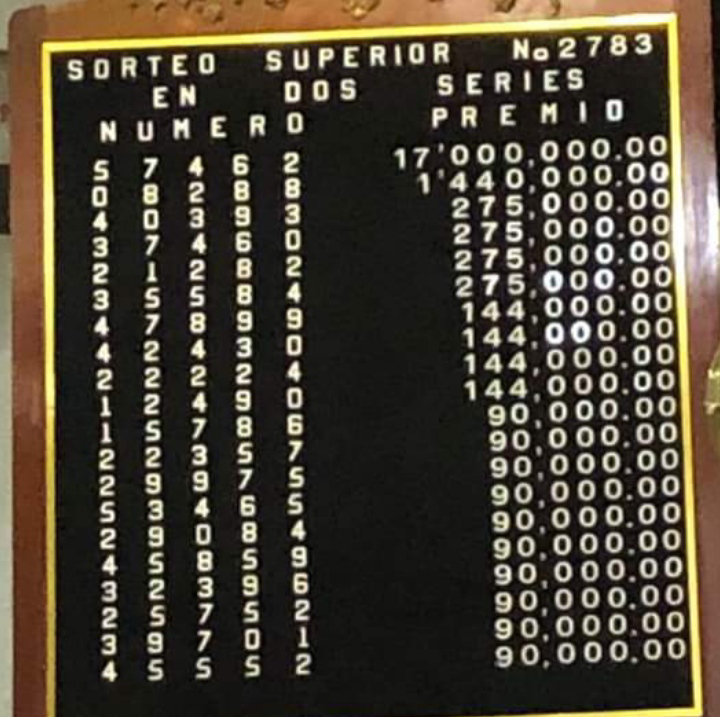 SORTEO SUPERIOR No 2783
EN DOS SERIES
NUMERO PREMIO
5 7 4 6 2 17'000,000.00
0 8 2 8 8 1'440,000.00
4 0 3 9 3 275,000.00
3 7 4 6 0 275,000.00
2 1 2 8 2 275,000.00
3 5 5 8 4 275,000.00
4 7 8 9 9 144,000.00
4 2 4 3 0 144,000.00
2 2 2 2 4 144,000.00
1 2 4 9 0 144,000.00
1 5 7 8 6 90,000.00
2 2 3 5 7 90,000.00
2 9 9 7 5 90,000.00
5 3 4 6 5 90,000.00
2 9 0 8 4 90,000.00
4 5 8 5 9 90,000.00
3 2 3 9 6 90,000.00
2 5 7 5 2 90,000.00
3 9 7 0 1 90,000.00
4 5 5 5 2 90,000.00